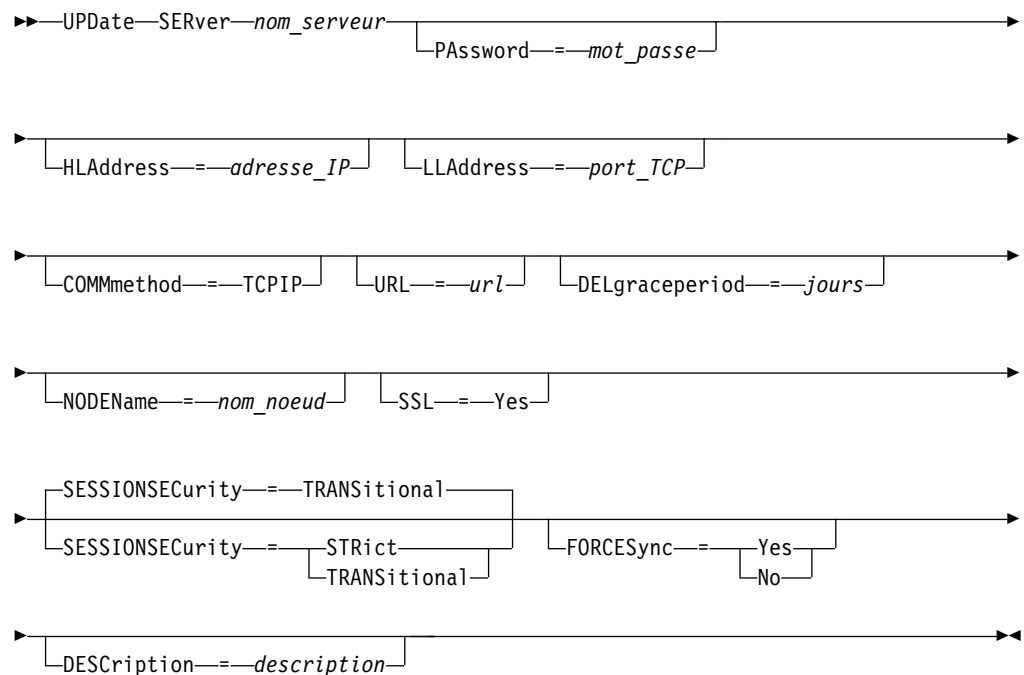 UPDate SERver nom_serveur
PAssword = mot_passe
HLAddress = adresse_IP LLAddress = port_TCP
COMMmethod = TCPIP URL = url DELgraceperiod = jours
NODEName = nom_noeud SSL = Yes
SESSIONSECurity = TRANSitional
SESSIONSECurity = STRict FORCESync = Yes
TRANSitional No
DESCription = description